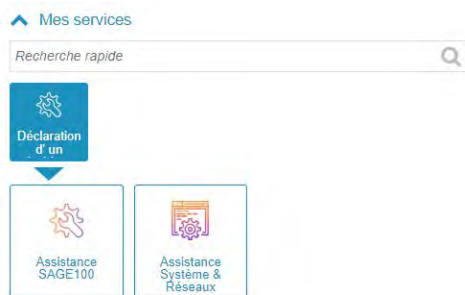 Mes services
Recherche rapide
Déclaration
d' un
Assistance
SAGE100
Assistance
Système &
Réseaux